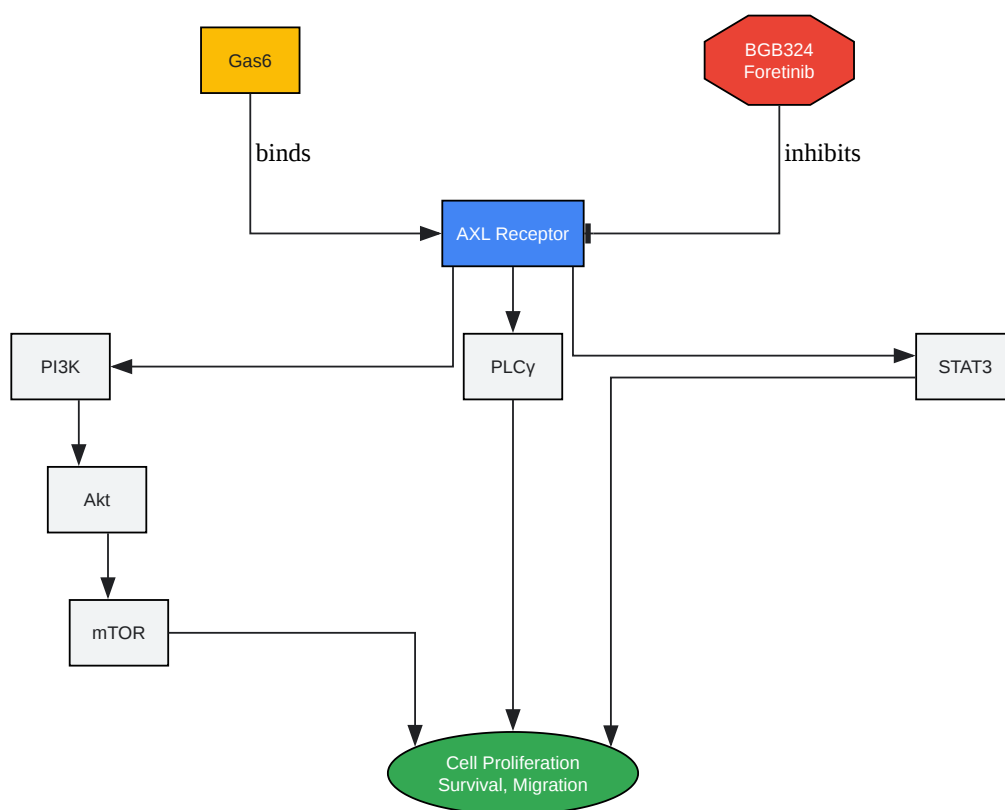 Gas6
BGB324
Foretinib
binds
inhibits
AXL Receptor
PI3K
PLCγ
STAT3
Akt
mTOR
Cell Proliferation
Survival, Migration